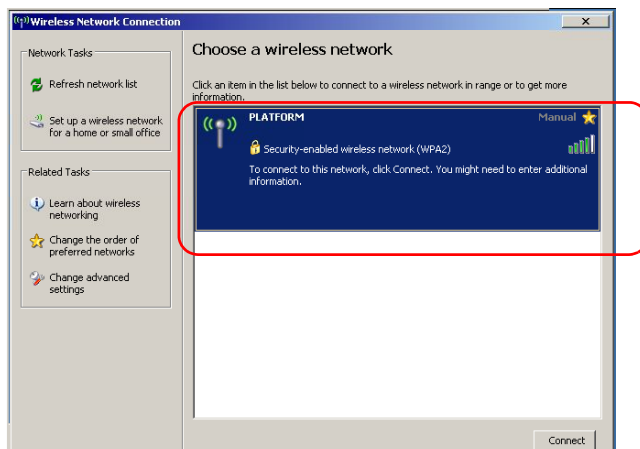 Wireless Network Connection
Network Tasks
Refresh network list
Set up a wireless network
for a home or small office
Related Tasks
Learn about wireless
networking
Change the order of
preferred networks
Change advanced
settings
Choose a wireless network
Click an item in the list below to connect to a wireless network in range or to get more
information.
PLATFORM Manual
Security-enabled wireless network (WPA2)
To connect to this network, click Connect. You might need to enter additional
information.
Connect